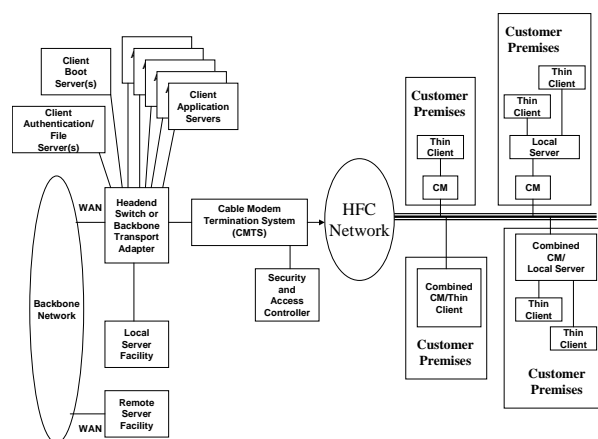 Client
Boot
Server(s)
Client
Authentication/
File
Server(s)
A
A
A
A
Client
Application
Servers
WAN
Headend
Switch or
Backbone
Transport
Adapter
Cable Modem
Termination System
(CMTS)
HFC
Network
Security
and
Access
Controller
Backbone
Network
Local
Server
Facility
WAN
Remote
Server
Facility
Customer
Premises
Thin
Client
CM
Customer
Premises
Thin
Client
Thin
Client
Local
Server
CM
Combined
CM/Thin
Client
Customer
Premises
Combined
CM/
Local Server
Thin
Client
Thin
Client
Customer
Premises